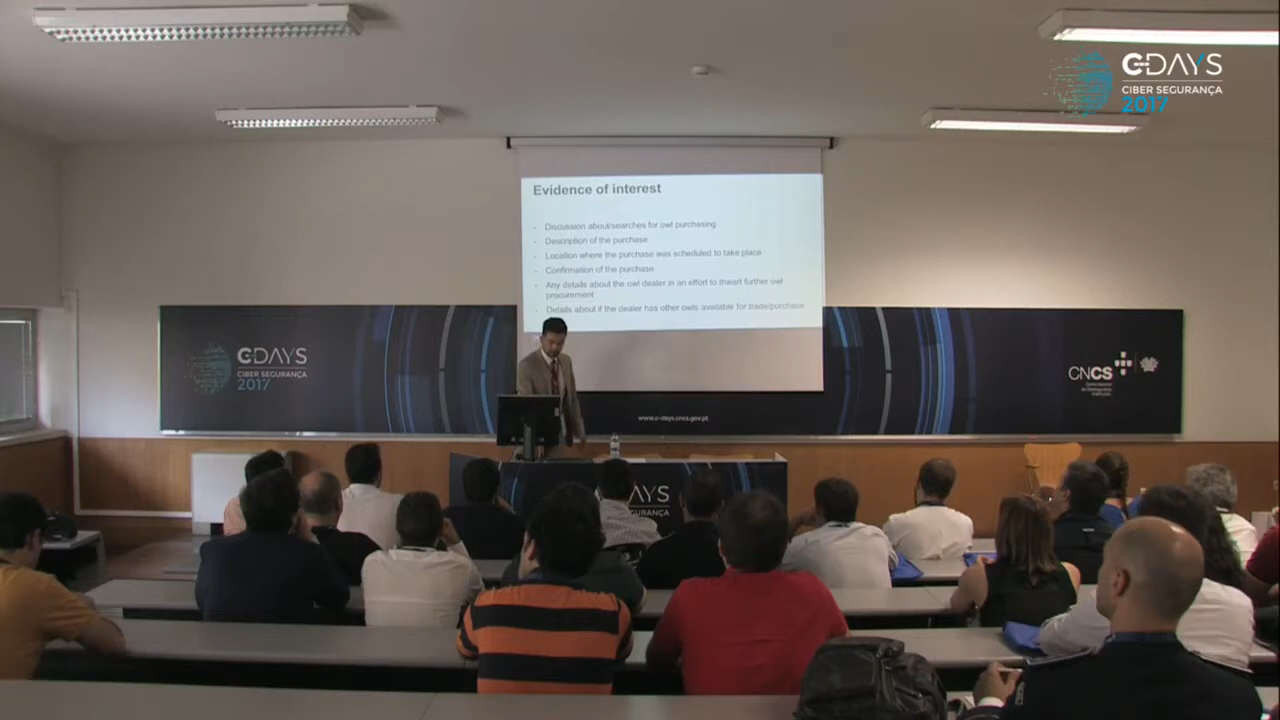 C-DAYS
CIBER SEGURANÇA
2017
Evidence of interest
- Discussion about/searches for owl purchasing
- Description of the purchase
- Location where the purchase was scheduled to take place
- Confirmation of the purchase
- Any details about the owl dealer in an effort to thwart further owl
procurement
- Details about if the dealer has other owls available for trade/purchase
C-DAYS
CIBER SEGURANÇA
2017
CNCS
www.c-days.cncs.gov.pt
DAYS
SEGURANÇA